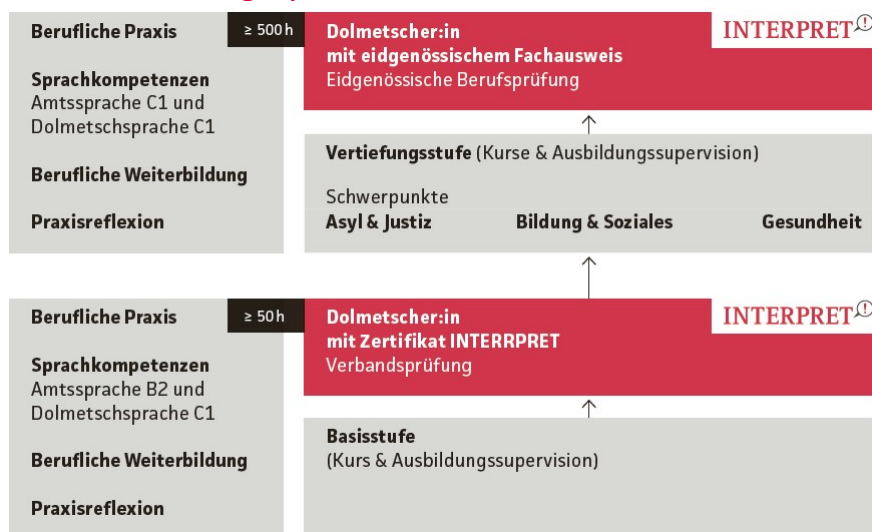 Berufliche Praxis
≥ 500 h
Sprachkompetenzen
Amtssprache C1 und
Dolmetschsprache C1
Berufliche Weiterbildung
Praxisreflexion
Dolmetscher:in
mit eidgenössischem Fachausweis
Eidgenössische Berufsprüfung
INTERPRET
Vertiefungsstufe (Kurse & Ausbildungssupervision)
Schwerpunkte
Asyl & Justiz Bildung & Soziales Gesundheit
Berufliche Praxis
≥ 50 h
Sprachkompetenzen
Amtssprache B2 und
Dolmetschsprache C1
Berufliche Weiterbildung
Praxisreflexion
Dolmetscher:in
mit Zertifikat INTERRPRET
Verbandsprüfung
INTERPRET
Basisstufe
(Kurs & Ausbildungssupervision)